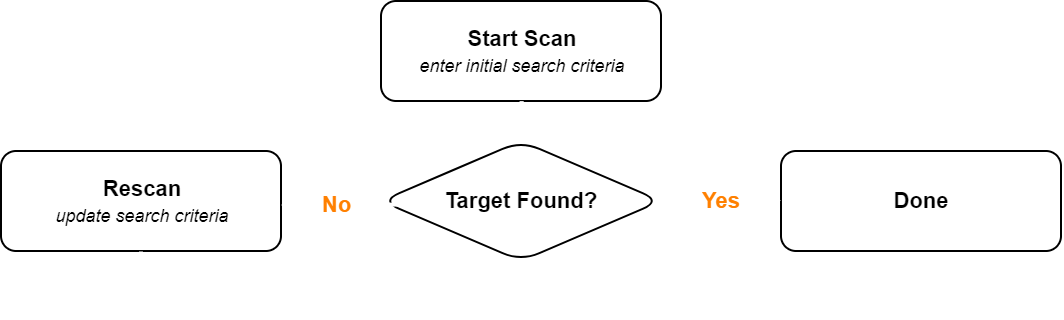 Start Scan
enter initial search criteria
Rescan
update search criteria
No
Target Found?
Yes
Done